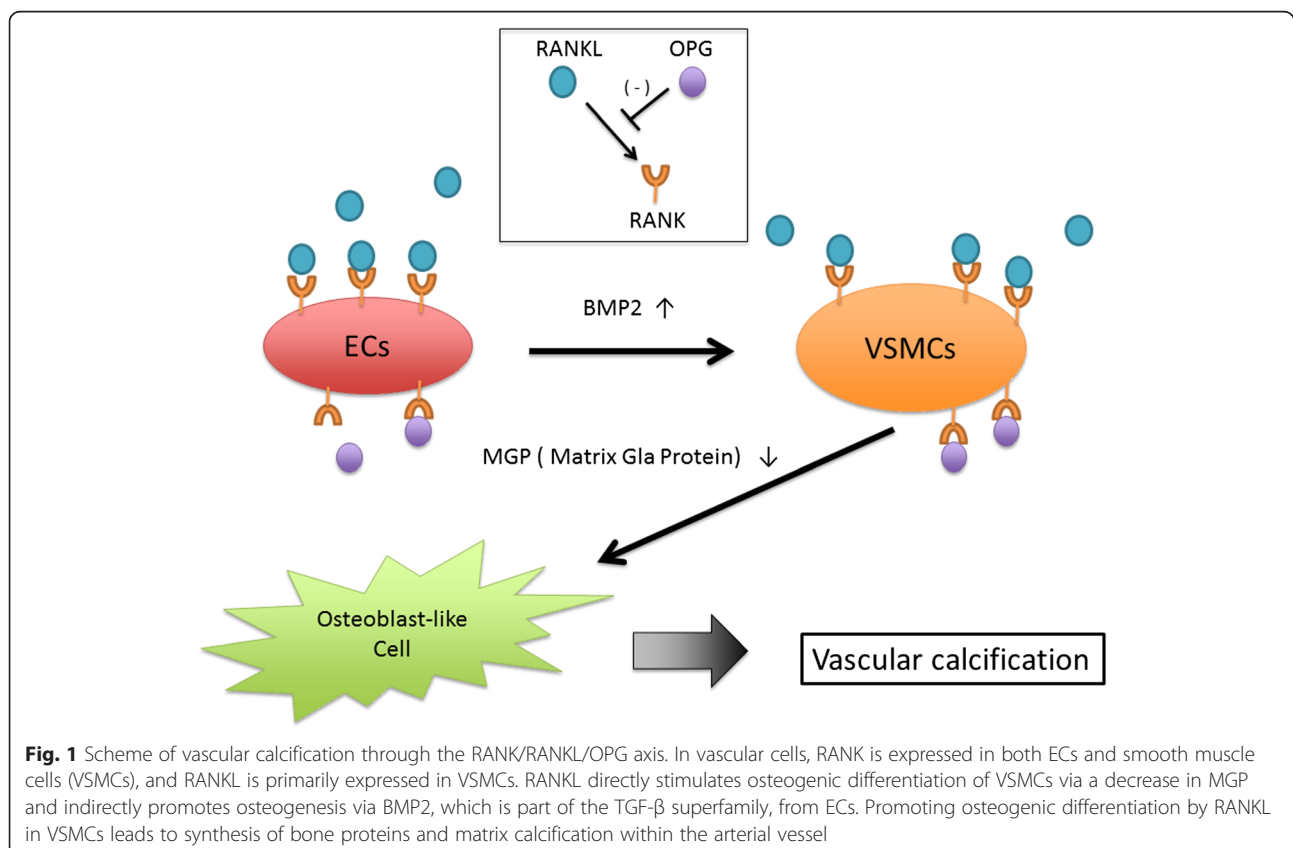 RANKL OPG
( - )
RANK
BMP2 ↑
ECs
VSMCs
MGP ( Matrix Gla Protein) ↓
Osteoblast-like
Cell
Vascular calcification
Fig. 1 Scheme of vascular calcification through the RANK/RANKL/OPG axis. In vascular cells, RANK is expressed in both ECs and smooth muscle
cells (VSMCs), and RANKL is primarily expressed in VSMCs. RANKL directly stimulates osteogenic differentiation of VSMCs via a decrease in MGP
and indirectly promotes osteogenesis via BMP2, which is part of the TGF-β superfamily, from ECs. Promoting osteogenic differentiation by RANKL
in VSMCs leads to synthesis of bone proteins and matrix calcification within the arterial vessel